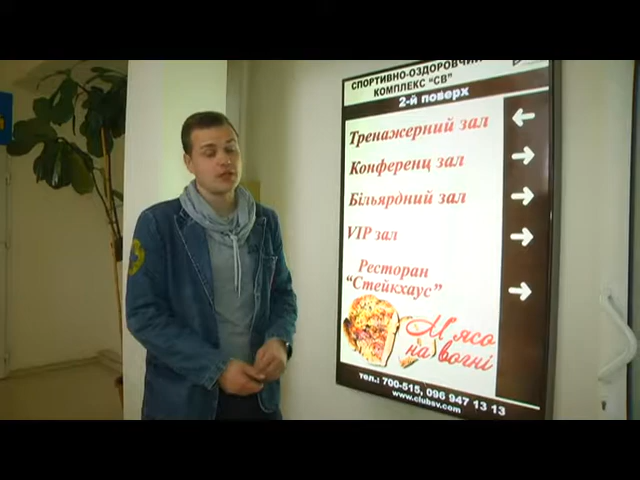 СПОРТИВНО-ОЗДОРОВЧИЙ
КОМПЛЕКС "СВ"
2-й поверх
Тренажерний зал
Конференц зал
Більярдний зал
VIP зал
Ресторан
"Стейкхаус"
М'ясо
на вогні
тел.: 700-515, 096 947 11 13 13
www.clubsv.com